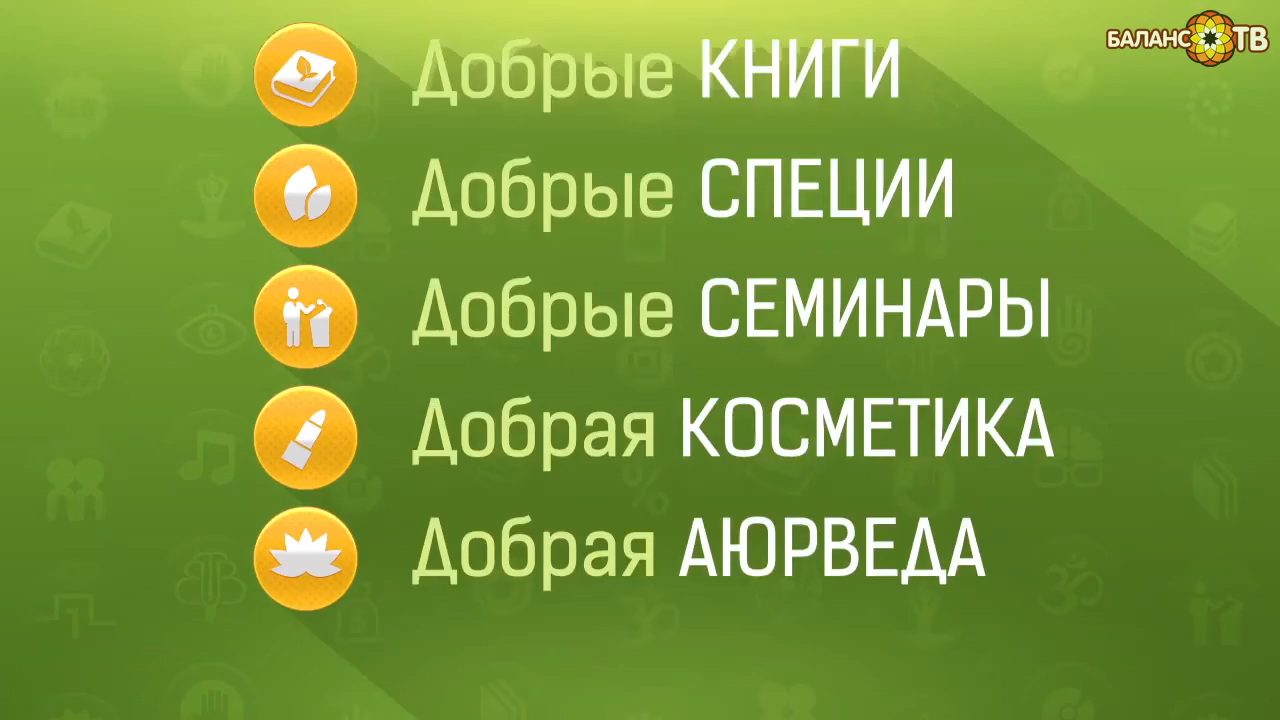 БАЛАНС ТВ
Добрые КНИГИ
Добрые СПЕЦИИ
Добрые СЕМИНАРЫ
Добрая КОСМЕТИКА
Добрая АЮРВЕДА